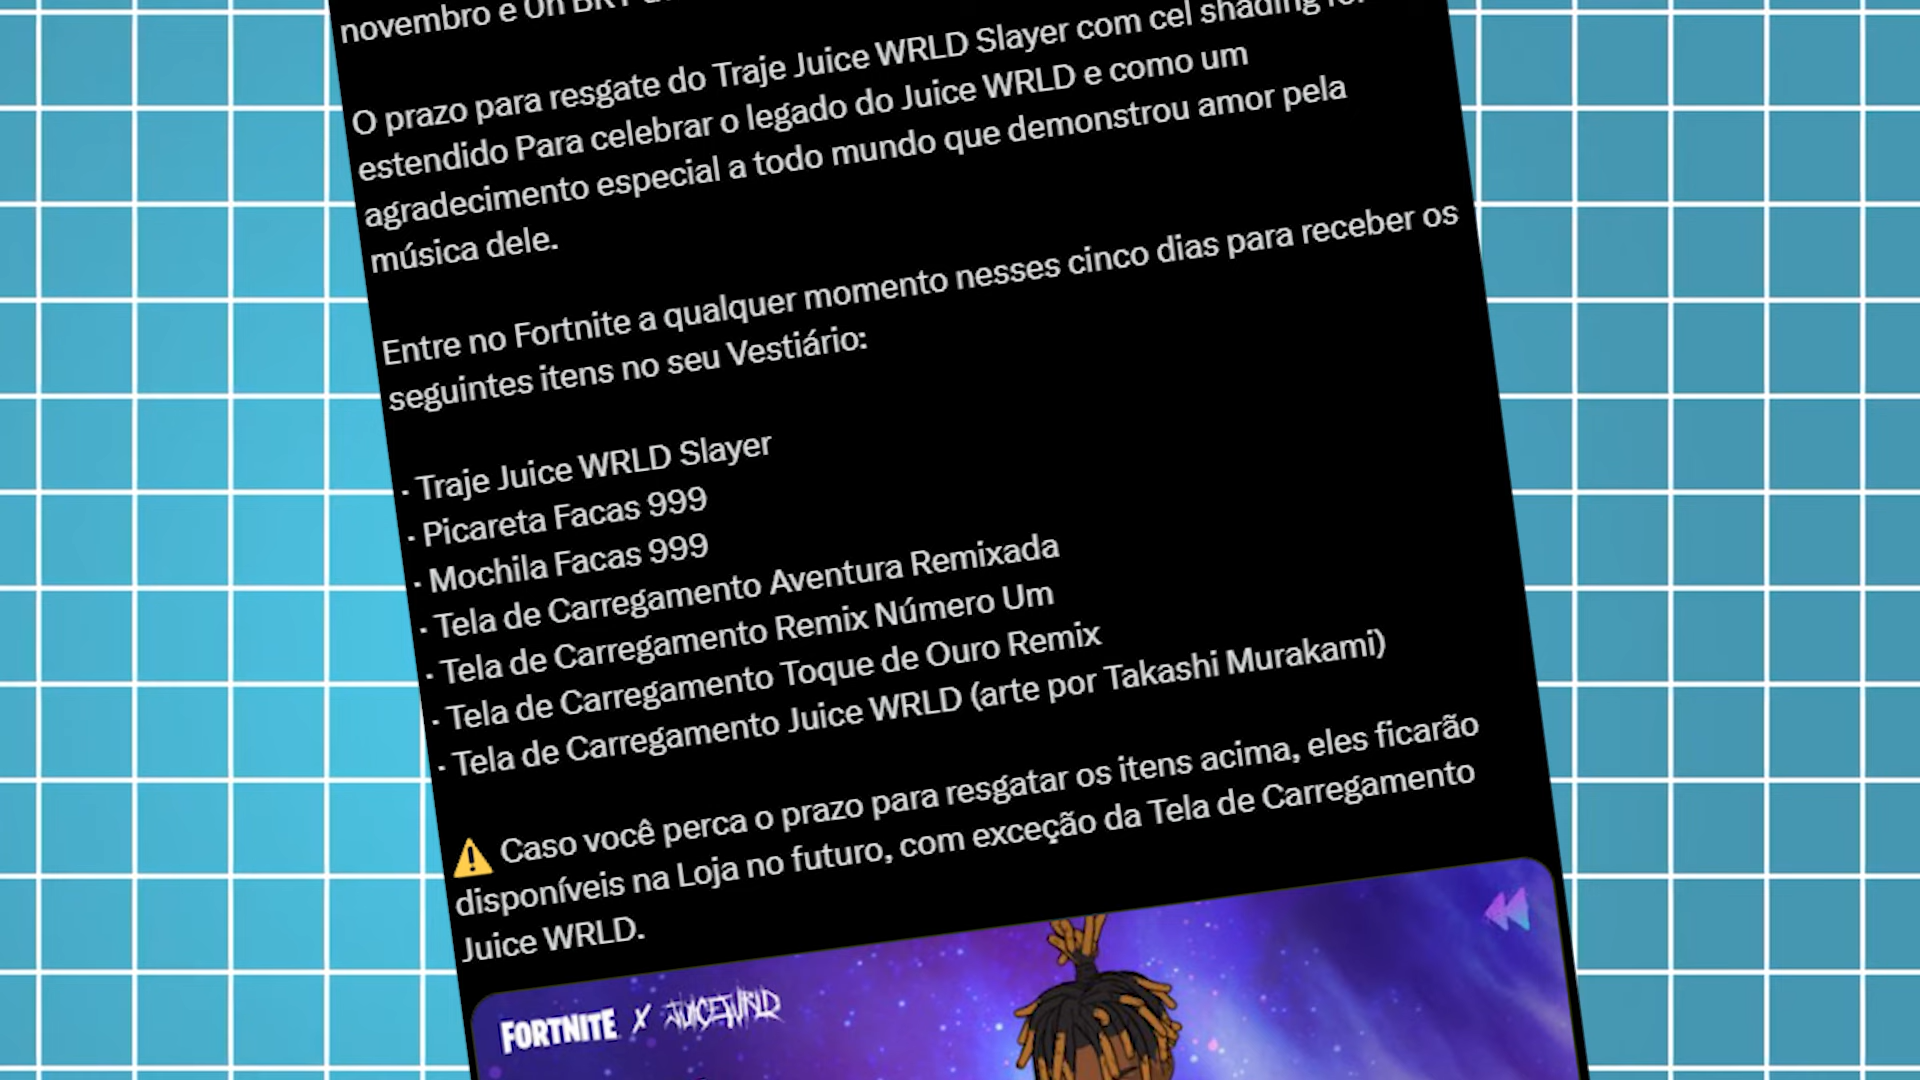 novembro e 0h BRT
O prazo para resgate do Traje Juice WRLD Slayer com cel shading foi
estendido Para celebrar o legado do Juice WRLD e como um
agradecimento especial a todo mundo que demonstrou amor pela
música dele.
Entre no Fortnite a qualquer momento nesses cinco dias para receber os
seguintes itens no seu Vestiário:
· Traje Juice WRLD Slayer
· Picareta Facas 999
· Mochila Facas 999
· Tela de Carregamento Aventura Remixada
· Tela de Carregamento Remix Número Um
· Tela de Carregamento Toque de Ouro Remix
· Tela de Carregamento Juice WRLD (arte por Takashi Murakami)
⚠️ Caso você perca o prazo para resgatar os itens acima, eles ficarão
disponíveis na Loja no futuro, com exceção da Tela de Carregamento
Juice WRLD.
FORTNITE X JUICEWRLD